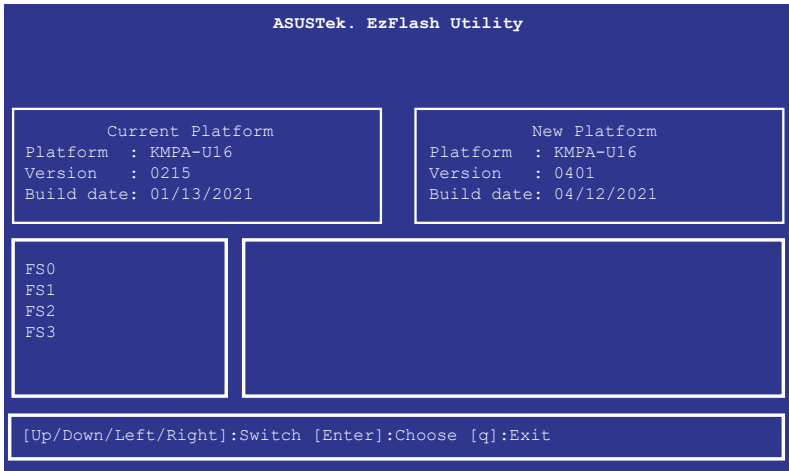 ASUSTek. EzFlash Utility
Current Platform
Platform : KMPA-U16
Version : 0215
Build date: 01/13/2021
New Platform
Platform : KMPA-U16
Version : 0401
Build date: 04/12/2021
FS0
FS1
FS2
FS3
[Up/Down/Left/Right]:Switch [Enter]:Choose [q]:Exit